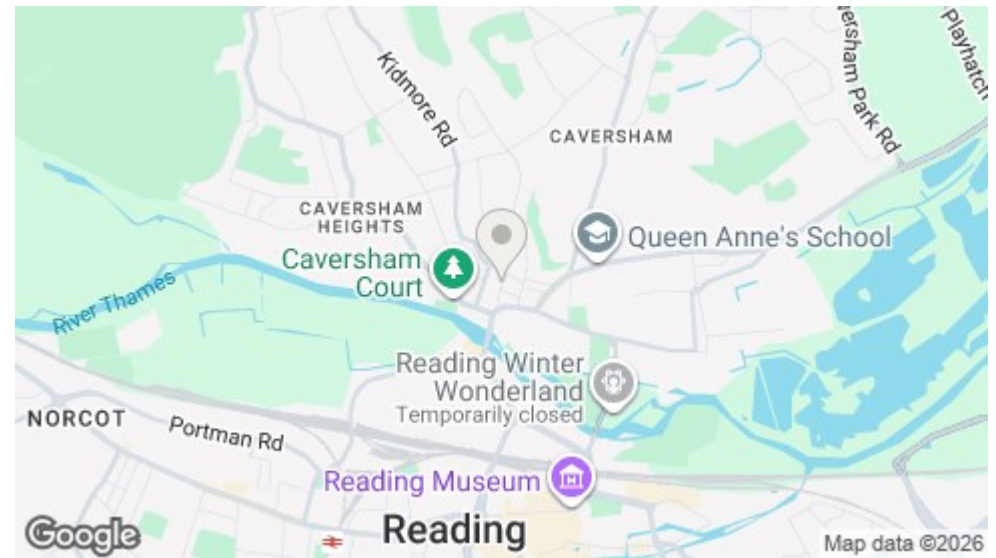 Kidmore Rd
CAVERSHAM
ersham Park Rd
Playhatch
CAVERSHAM
HEIGHTS
Caversham
Court
Queen Anne's School
River Thames
Reading Winter
Wonderland
Temporarily closed
NORCOT
Portman Rd
Reading Museum
Reading
Google
Map data ©2026